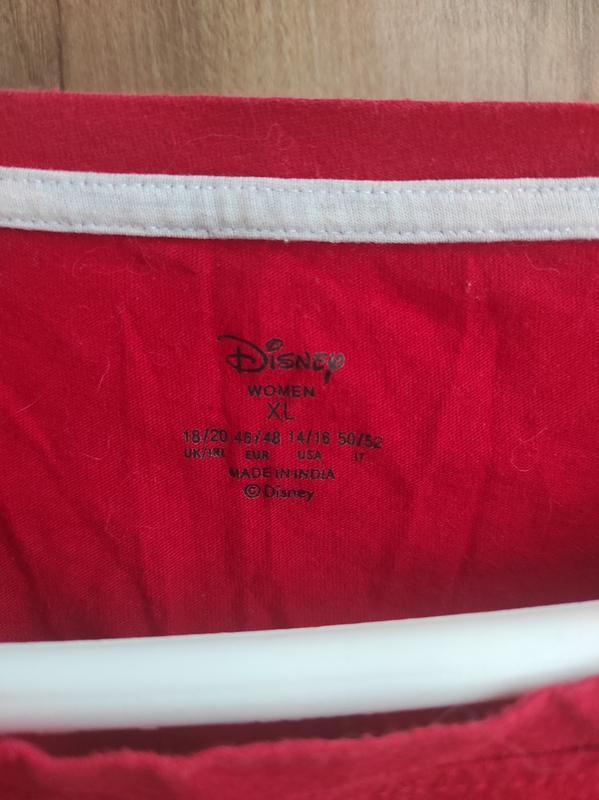 Disney
WOMEN
XL
18/20 46/48 14/16 50/52
UK/IRL EUR USA IT
MADE IN INDIA
©Disney